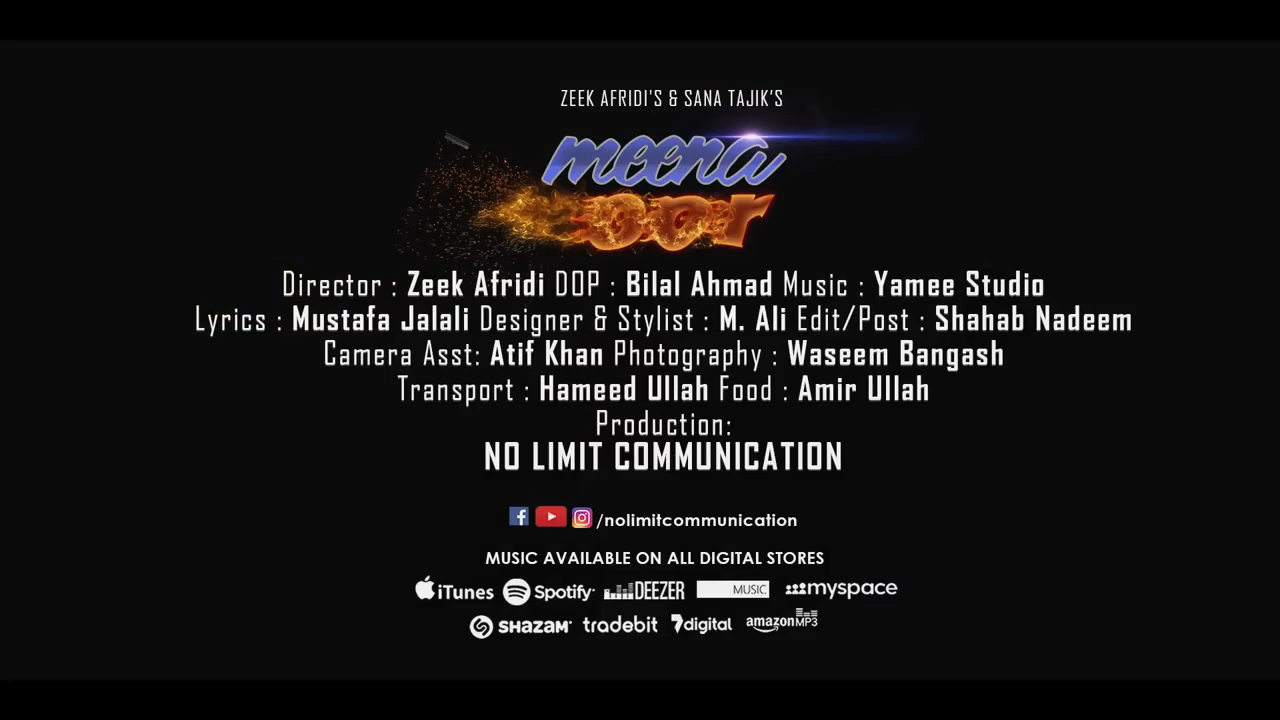 ZEEK AFRIDI'S & SANA TAJIK'S
meena
oor
Director : Zeek Afridi DOP : Bilal Ahmad Music : Yamee Studio
Lyrics : Mustafa Jalali Designer & Stylist : M. Ali Edit/Post : Shahab Nadeem
Camera Asst: Atif Khan Photography : Waseem Bangash
Transport : Hameed Ullah Food : Amir Ullah
Production:
NO LIMIT COMMUNICATION
/nolimitcommunication
MUSIC AVAILABLE ON ALL DIGITAL STORES
iTunes Spotify DEEZER MUSIC myspace
SHAZAM tradebit 7digital amazonMP3